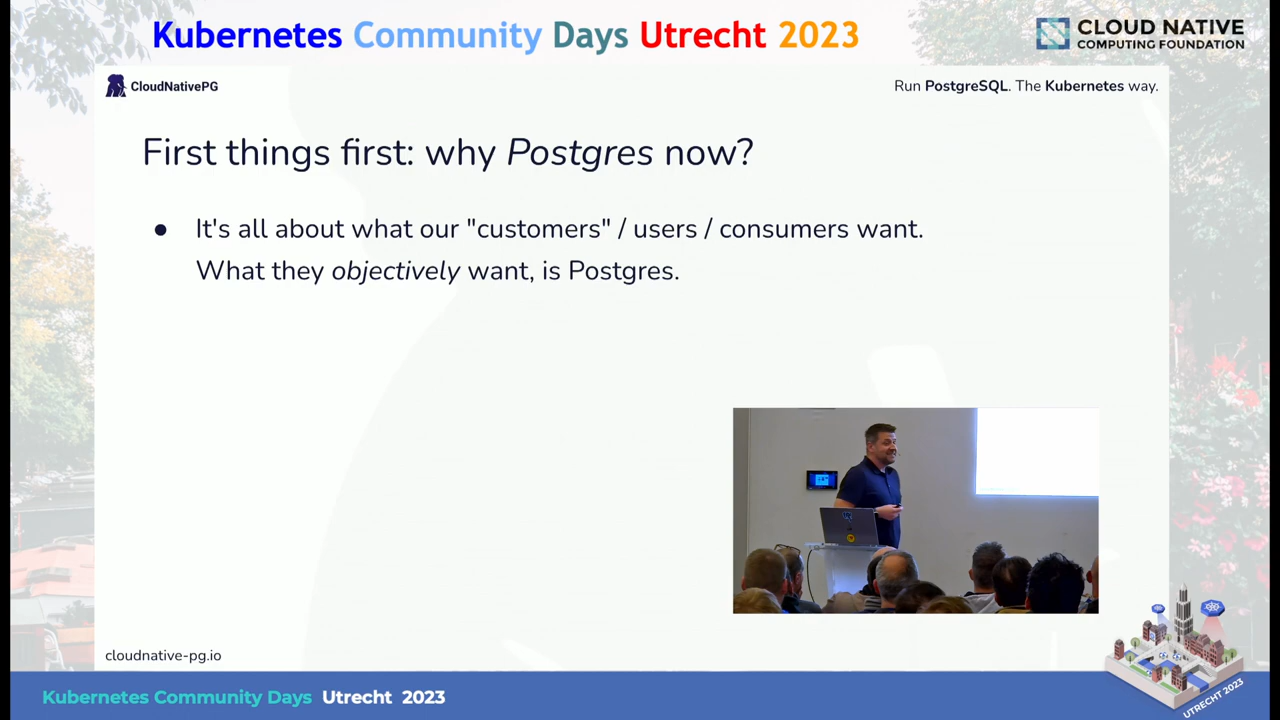 Kubernetes Community Days Utrecht 2023
CLOUD NATIVE
COMPUTING FOUNDATION
CloudNativePG
Run PostgreSQL. The Kubernetes way.
First things first: why Postgres now?
● It's all about what our "customers" / users / consumers want.
What they objectively want, is Postgres.
cloudnative-pg.io
Kubernetes Community Days Utrecht 2023
UTRECHT 2023